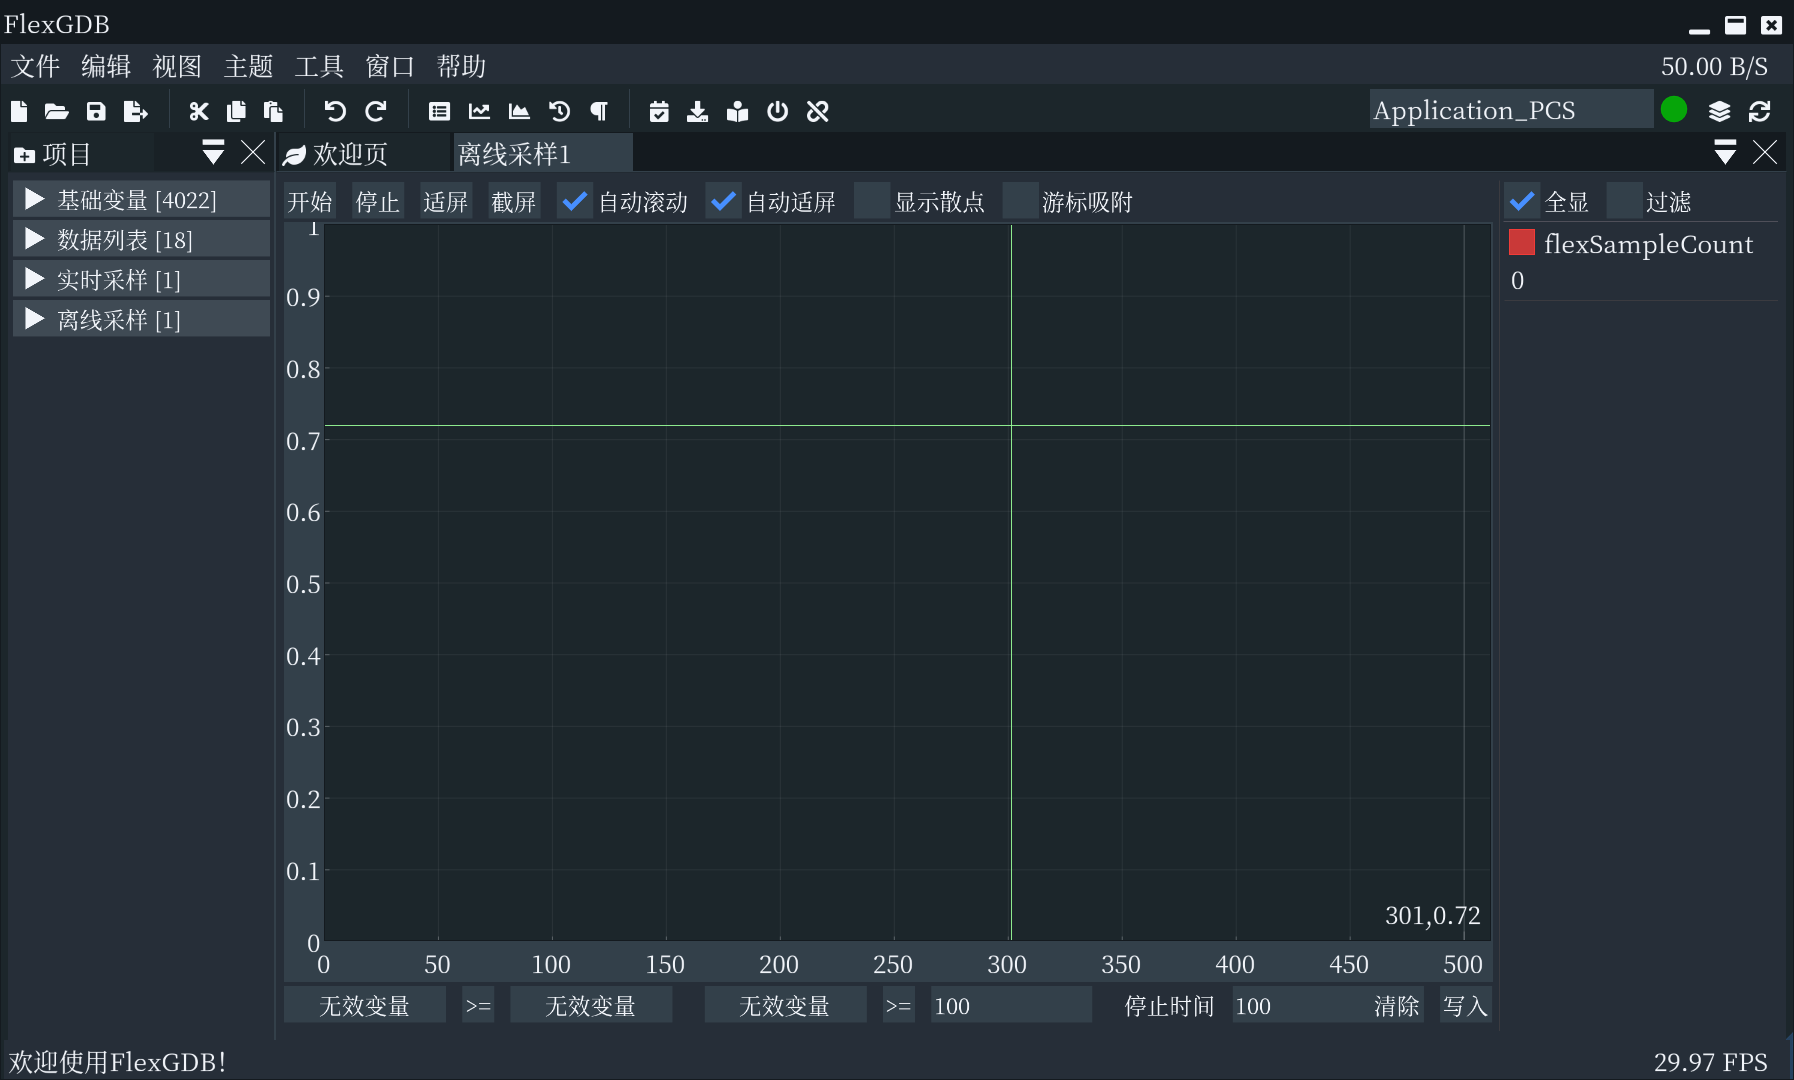 FlexGDB
文件 编辑 视图 主题 工具 窗口 帮助 50.00 B/S
Application_PCS
项目 欢迎页 离线采样1
基础变量 [4022]
数据列表 [18]
实时采样 [1]
离线采样 [1]
开始 停止 适屏 截屏 自动滚动 自动适屏 显示散点 游标吸附 全显 过滤
flexSampleCount
0
1
0.9
0.8
0.7
0.6
0.5
0.4
0.3
0.2
0.1
0
301,0.72
0 50 100 150 200 250 300 350 400 450 500
无效变量 >= 无效变量 无效变量 >= 100 停止时间 100 清除 写入
欢迎使用FlexGDB! 29.97 FPS